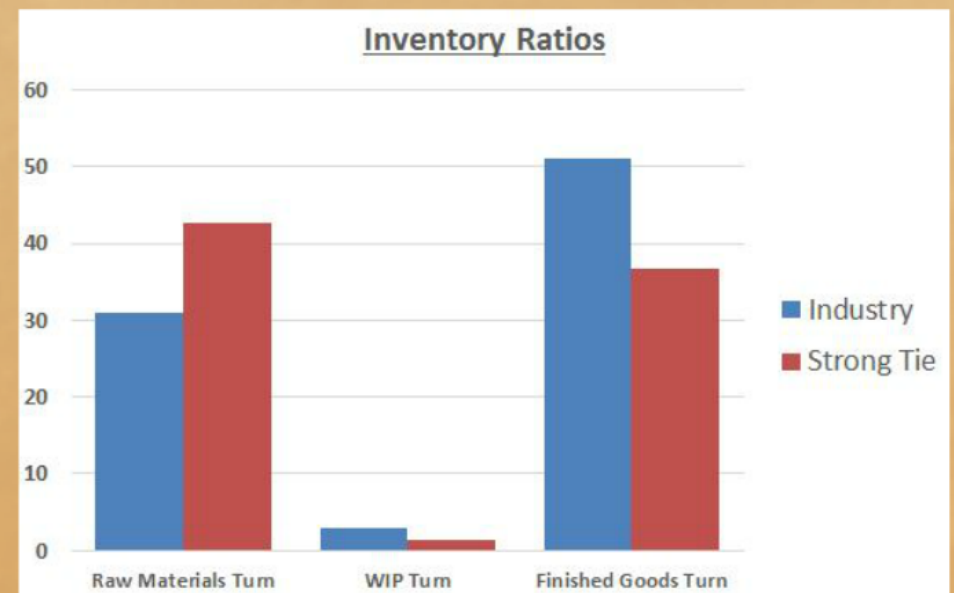 Inventory Ratios
60
50
40
30
20
10
0
Raw Materials Turn
WIP Turn
Finished Goods Turn
Industry
Strong Tie